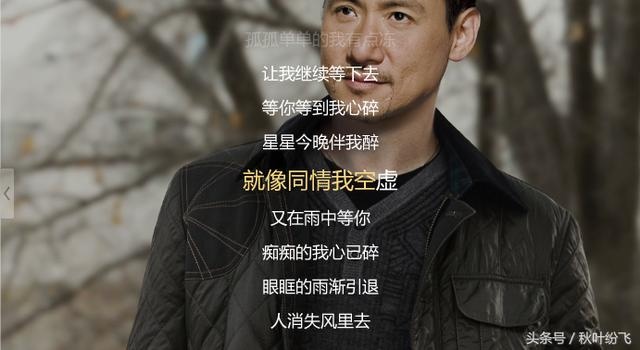 孤孤单单的我有点冻
让我继续等下去
等你等到我心碎
星星今晚伴我醉
就像同情我空虚
又在雨中等你
痴痴的我心已碎
眼眶的雨渐引退
人消失风里去
头条号 / 秋叶纷飞